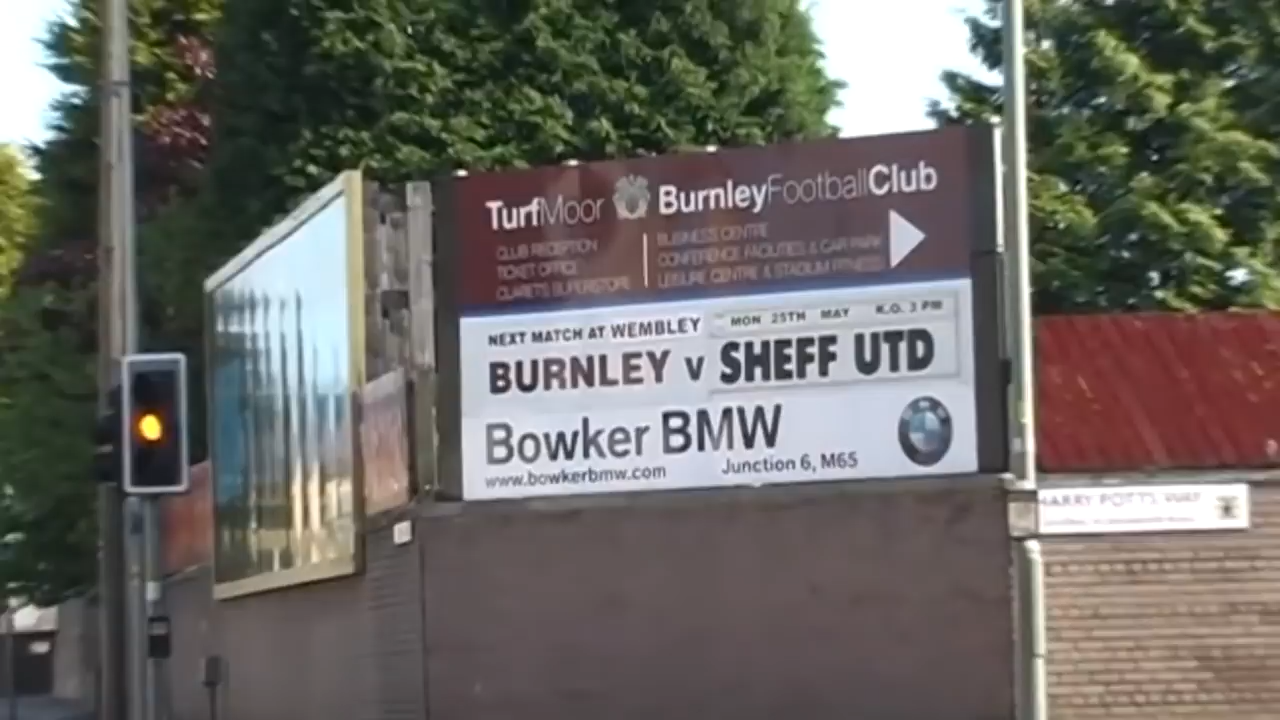 TurfMoor BurnleyFootballClub
CLUB RECEPTION
TICKET OFFICE
CLARETS SUPERSTORE
BUSINESS CENTRE
CONFERENCE FACILITIES & CAR PARK
LEISURE CENTRE & STADIUM FITNESS
NEXT MATCH AT WEMBLEY MON 25TH MAY K.O. 3 PM
BURNLEY v SHEFF UTD
Bowker BMW
www.bowkerbmw.com Junction 6, M65
HARRY POTTS WAY